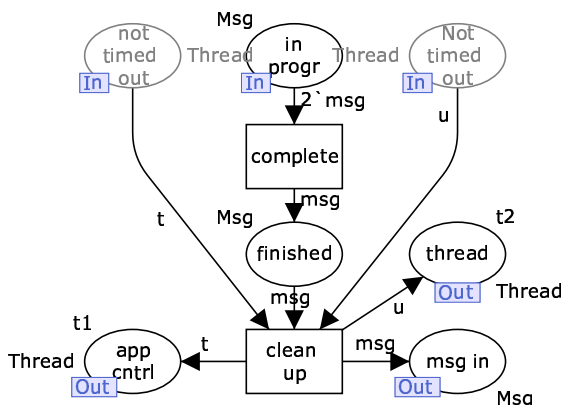 Msg
not
timed
out
Thread
in
progr
Thread
Not
timed
out
In
In
In
2`msg
u
complete
msg
t
Msg
finished
t2
thread
Out
Thread
msg
u
t1
t
clean
up
msg
Thread
app
cntrl
Out
msg in
Out
Msg